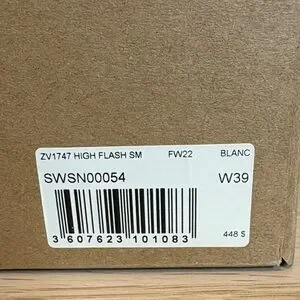 ZV1747 HIGH FLASH SM FW22 BLANC
SWSN00054 W39
3 607623 101083
448 $